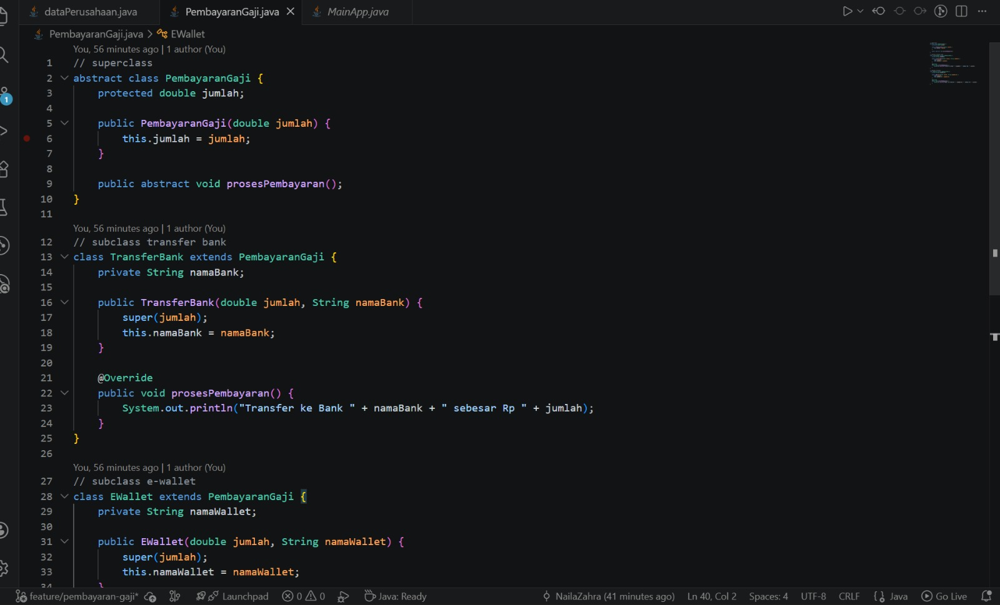 dataPerusahaan.java PembayaranGaji.java MainApp.java
PembayaranGaji.java > EWallet
You, 56 minutes ago | 1 author (You)
1 // superclass
2 abstract class PembayaranGaji {
3 protected double jumlah;
4
5 public PembayaranGaji(double jumlah) {
6 this.jumlah = jumlah;
7 }
8
9 public abstract void prosesPembayaran();
10 }
11
You, 56 minutes ago | 1 author (You)
12 // subclass transfer bank
13 class TransferBank extends PembayaranGaji {
14 private String namaBank;
15
16 public TransferBank(double jumlah, String namaBank) {
17 super(jumlah);
18 this.namaBank = namaBank;
19 }
20
21 @Override
22 public void prosesPembayaran() {
23 System.out.println("Transfer ke Bank " + namaBank + " sebesar Rp " + jumlah);
24 }
25 }
26
You, 56 minutes ago | 1 author (You)
27 // subclass e-wallet
28 class EWallet extends PembayaranGaji {
29 private String namaWallet;
30
31 public EWallet(double jumlah, String namaWallet) {
32 super(jumlah);
33 this.namaWallet = namaWallet;
34 }
1
feature/pembayaran-gaji* Launchpad 0 0 Java: Ready NailaZahra (41 minutes ago) Ln 40, Col 2 Spaces: 4 UTF-8 CRLF Java Go Live